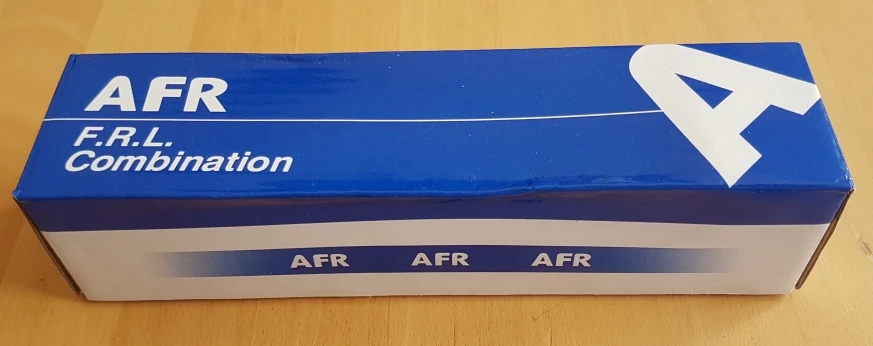 AFR
F.R.L.
Combination
A
AFR AFR AFR